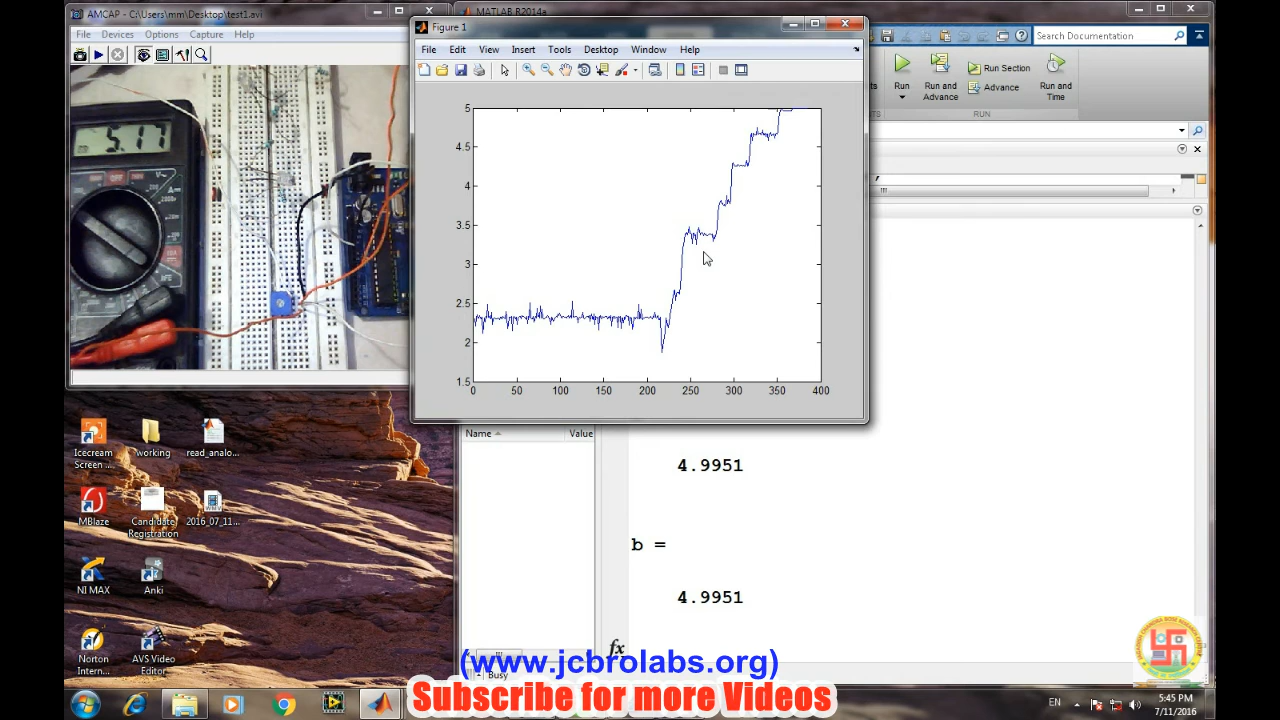 AMCAP - C:\Users\mm\Desktop\test1.avi
File Devices Options Capture Help
5.17
OFF
hFE
MATLAB R2014a
Search Documentation
Run
Run and Advance
Run Section
Advance
Run and Time
RUN
Figure 1
File Edit View Insert Tools Desktop Window Help
5
4.5
4
3.5
3
2.5
2
1.5
0 50 100 150 200 250 300 350 400
Name
Value
4.9951
b =
4.9951
fx
Busy
Icecream Screen ...
working
read_analo...
MBlaze
Candidate Registration
2016_07_11...
NI MAX
Anki
Norton Intern...
AVS Video Editor
(www.jcbrolabs.org)
Subscribe for more Videos
EN
5:45 PM
7/11/2016